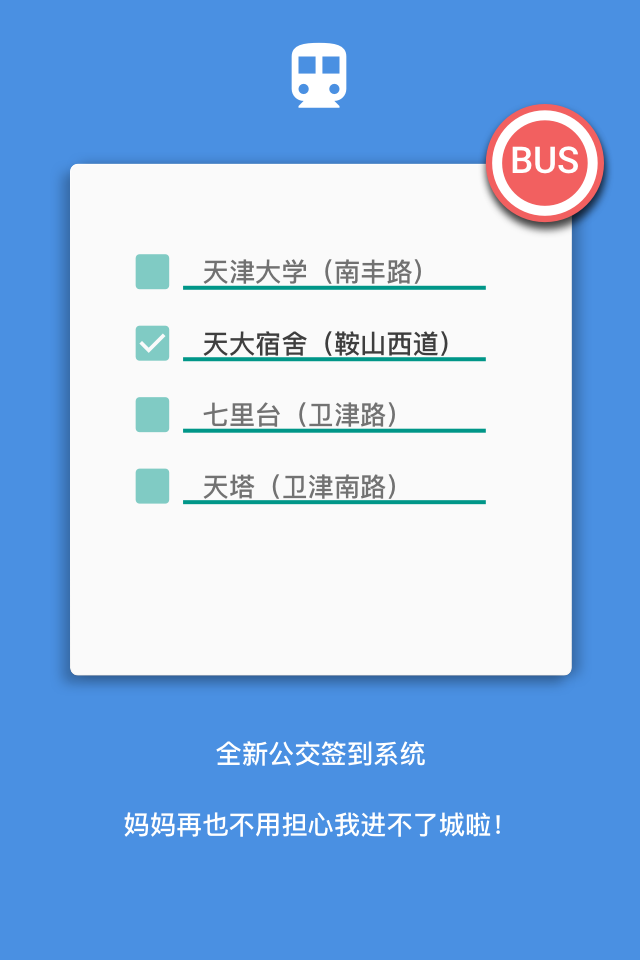 BUS
天津大学（南丰路）
天大宿舍（鞍山西道）
七里台（卫津路）
天塔（卫津南路）
全新公交签到系统
妈妈再也不用担心我进不了城啦！